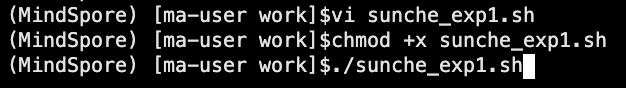 (MindSpore) [ma-user work]$vi sunche_exp1.sh
(MindSpore) [ma-user work]$chmod +x sunche_exp1.sh
(MindSpore) [ma-user work]$./sunche_exp1.sh